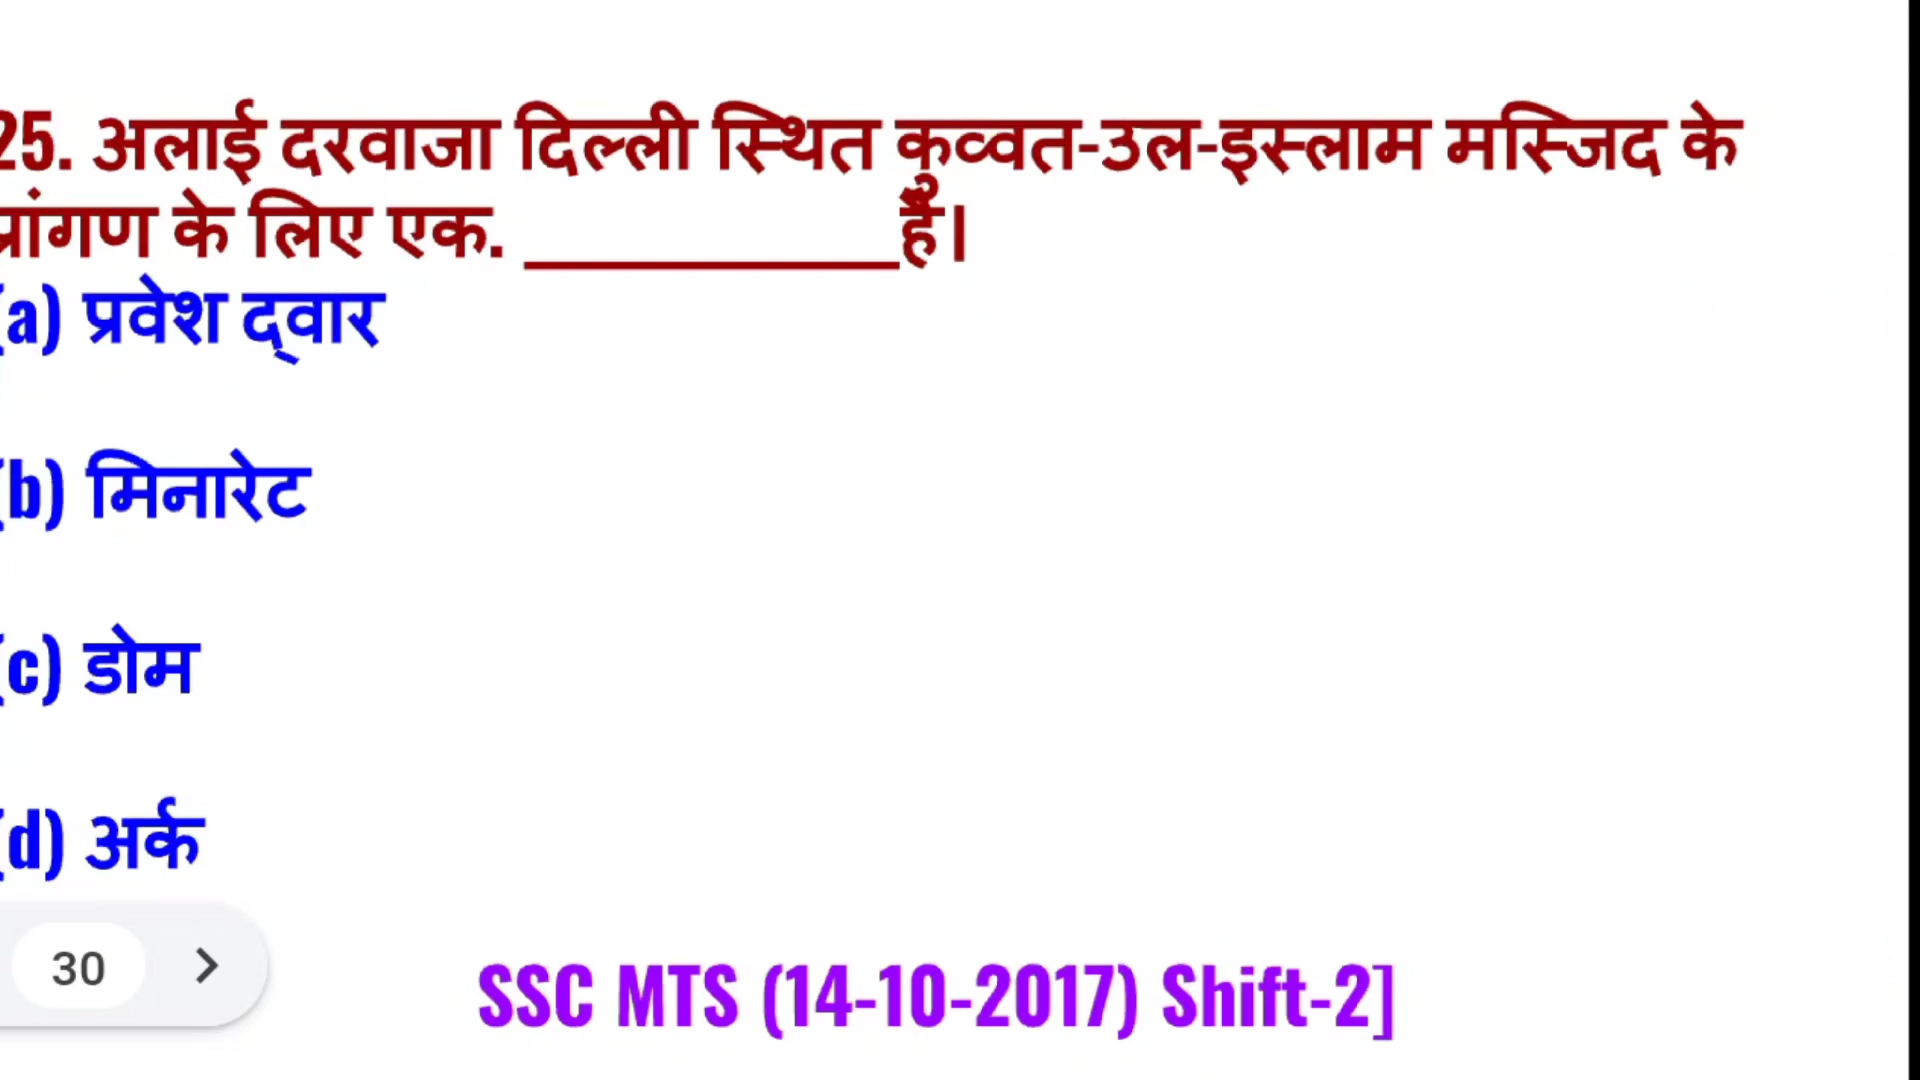 25. अलाई दरवाजा दिल्ली स्थित कुव्वत-उल-इस्लाम मस्जिद के
प्रांगण के लिए एक. ____________हैं।
(a) प्रवेश द्वार
(b) मिनारेट
(c) डोम
(d) अर्क
30 >
SSC MTS (14-10-2017) Shift-2]